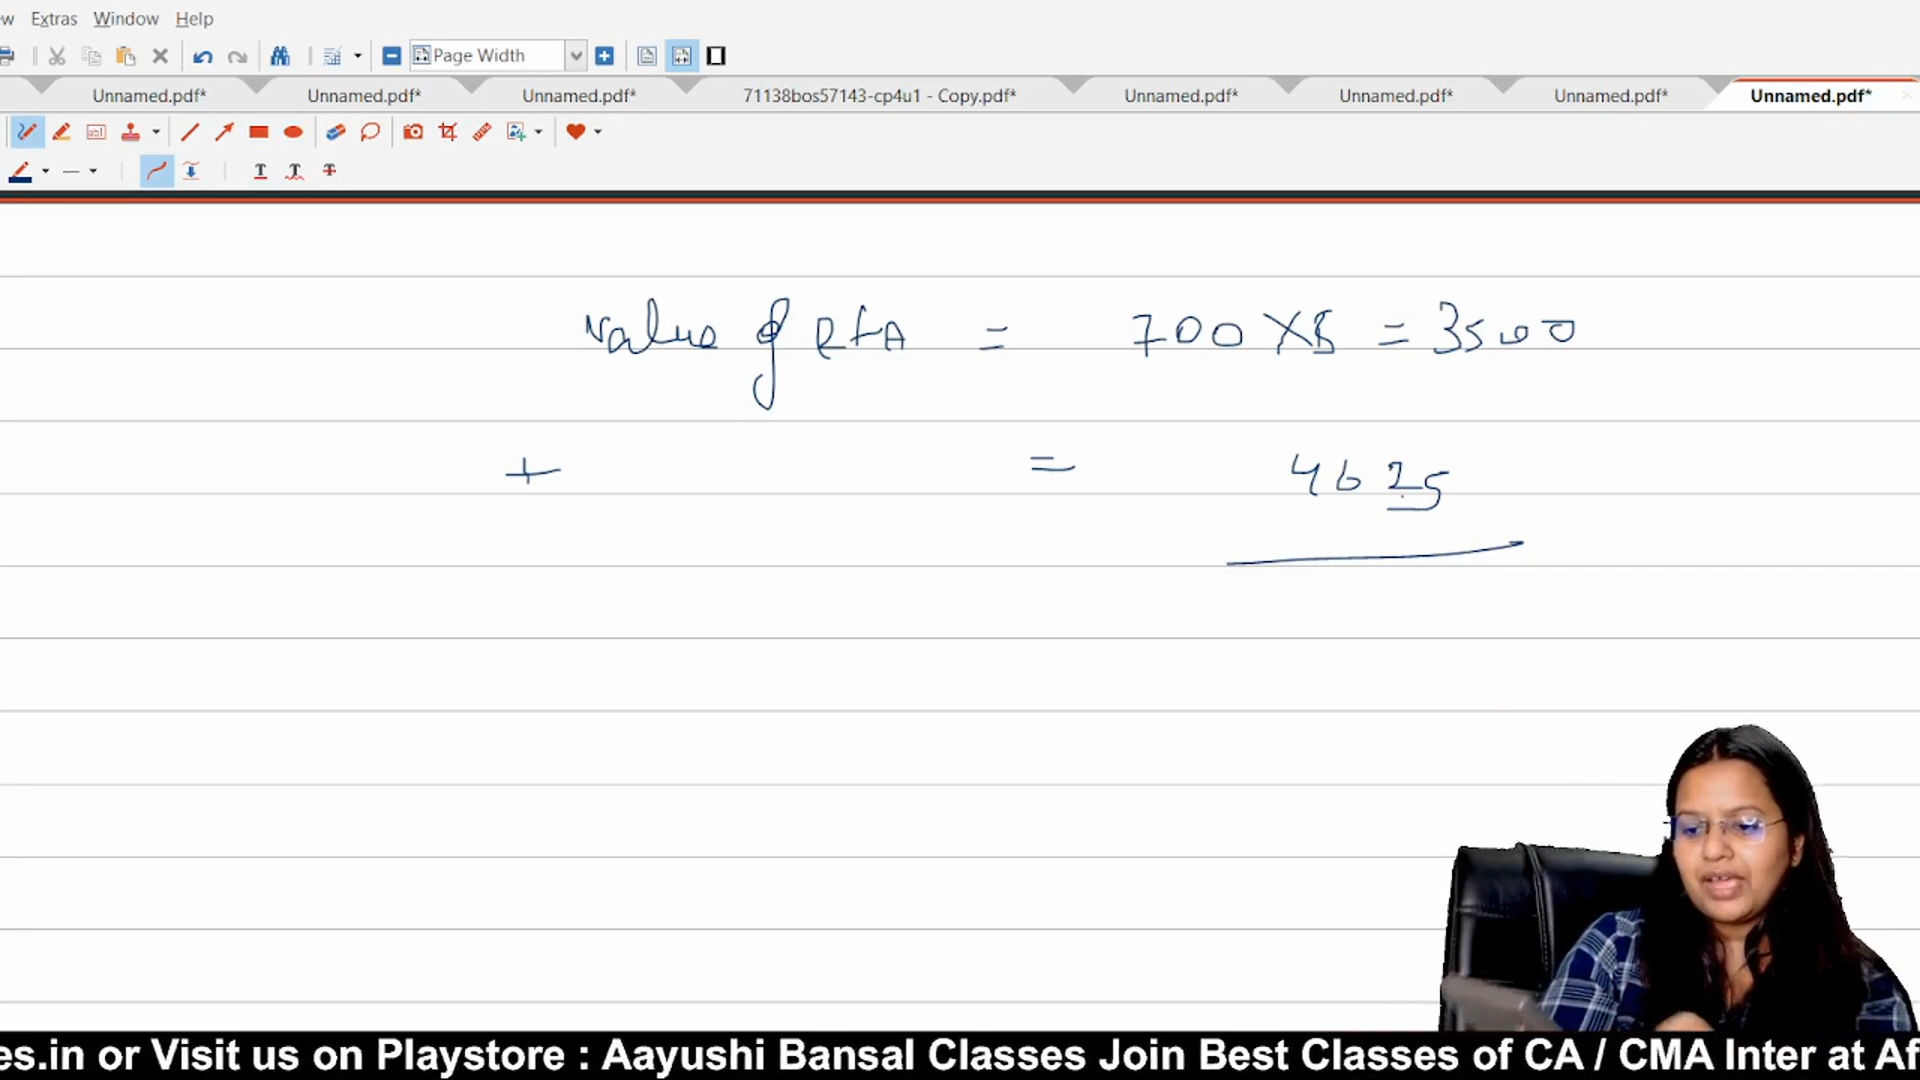 Extras Window Help
Page Width
Unnamed.pdf* Unnamed.pdf* Unnamed.pdf* 71138bos57143-cp4u1 - Copy.pdf* Unnamed.pdf* Unnamed.pdf* Unnamed.pdf* Unnamed.pdf*
Value of RFA = 700 X 5 = 3500
+ = 4625
es.in or Visit us on Playstore : Aayushi Bansal Classes Join Best Classes of CA / CMA Inter at Af